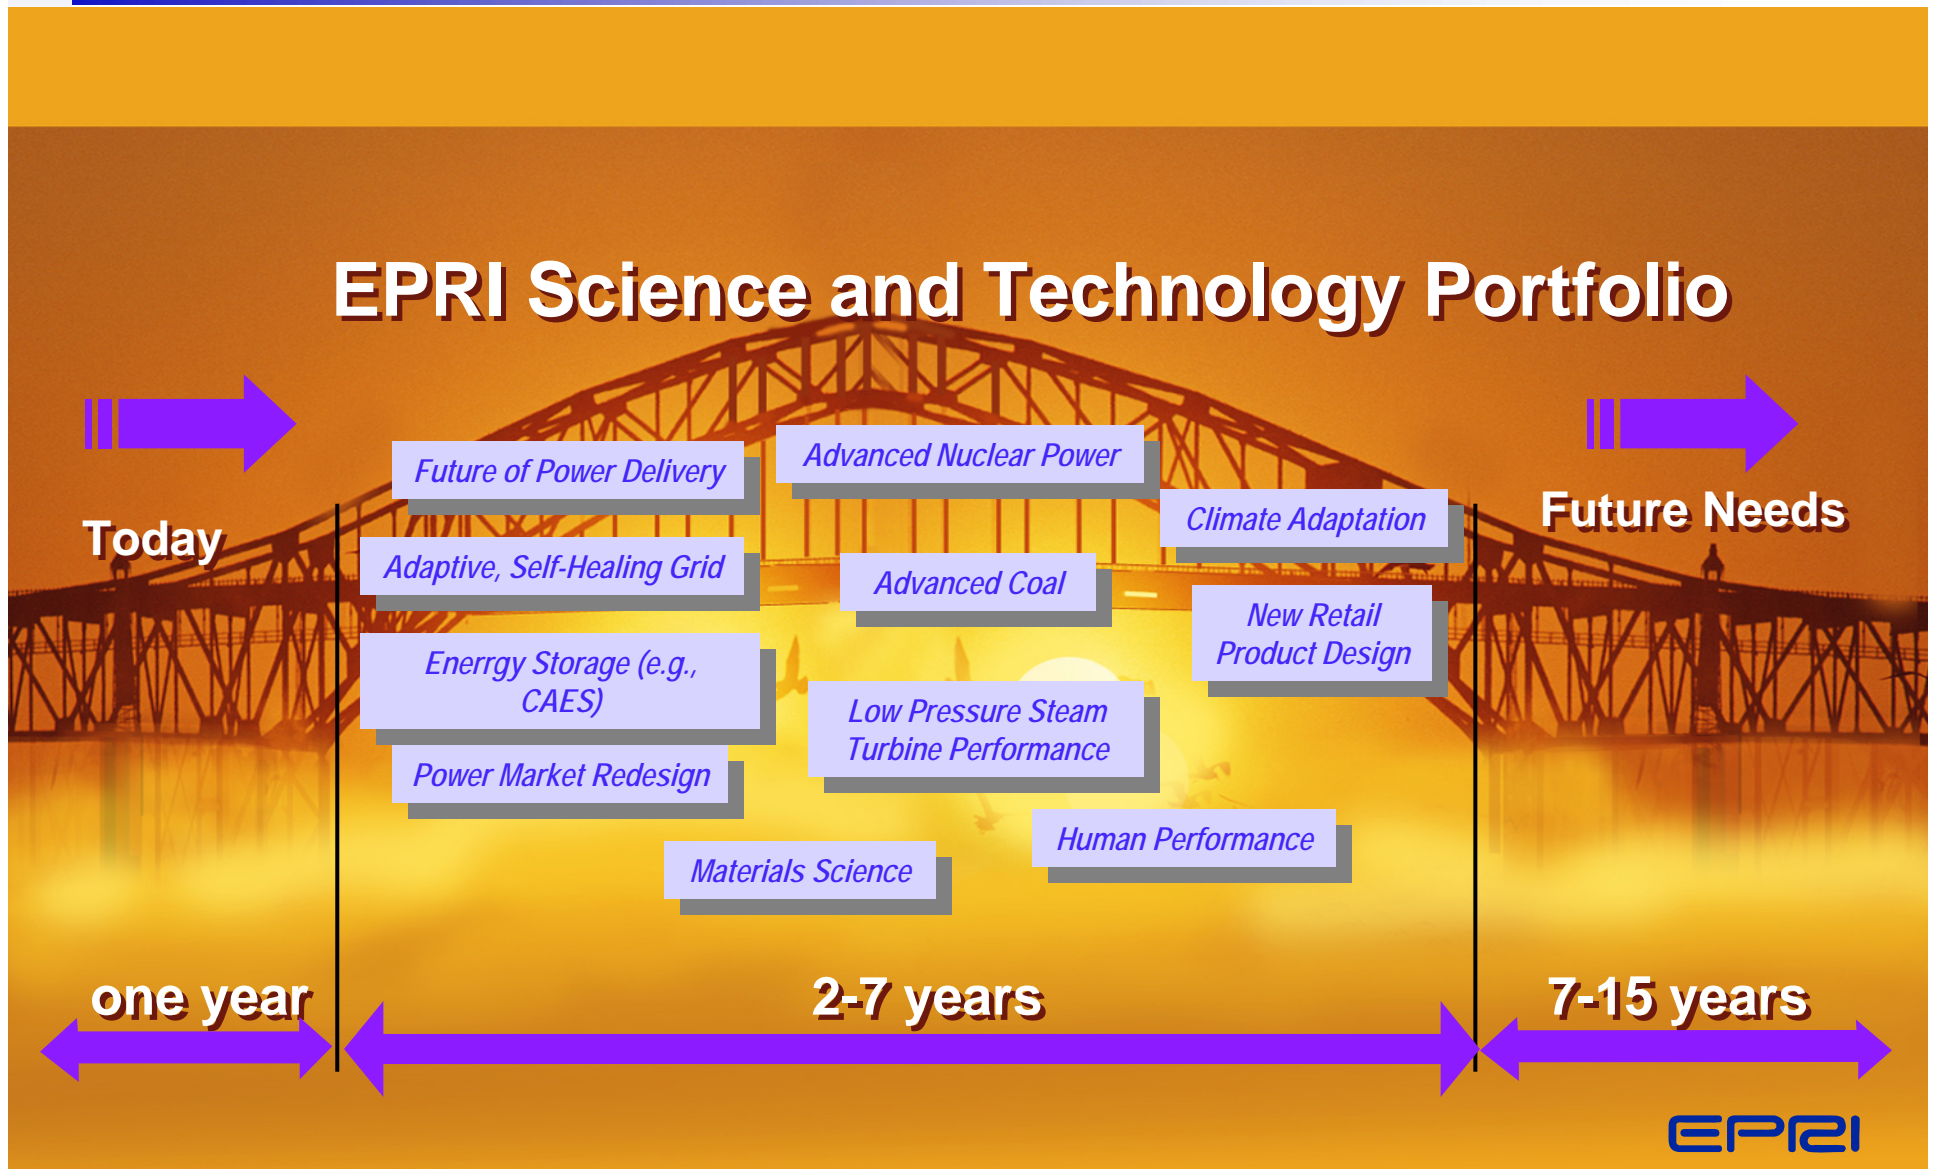 EPRI Science and Technology Portfolio
Today
Future Needs
Future of Power Delivery
Advanced Nuclear Power
Climate Adaptation
Adaptive, Self-Healing Grid
Advanced Coal
New Retail
Product Design
Enerrgy Storage (e.g.,
CAES)
Low Pressure Steam
Turbine Performance
Power Market Redesign
Human Performance
Materials Science
one year
2-7 years
7-15 years
EPRI